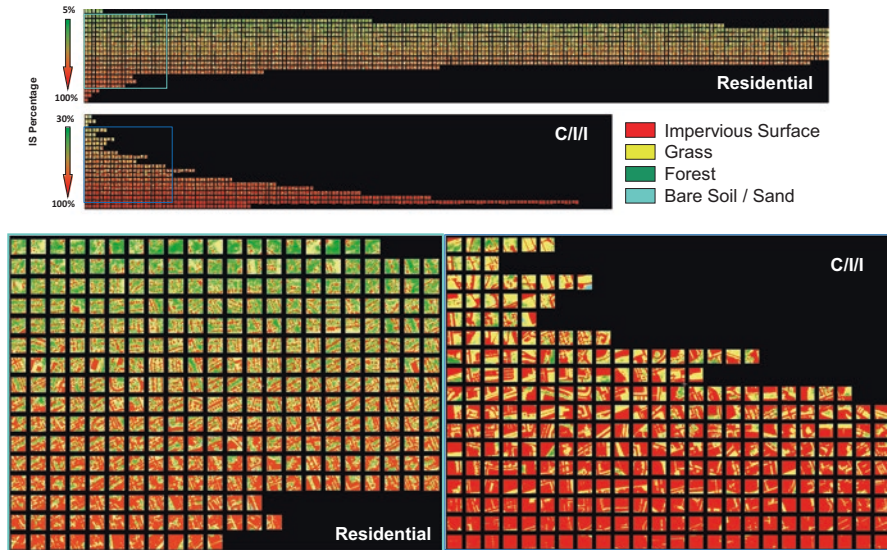 5%
Residential
100%
IS Percentage
30%
C/I/I
100%
Impervious Surface
Grass
Forest
Bare Soil / Sand
C/I/I
Residential